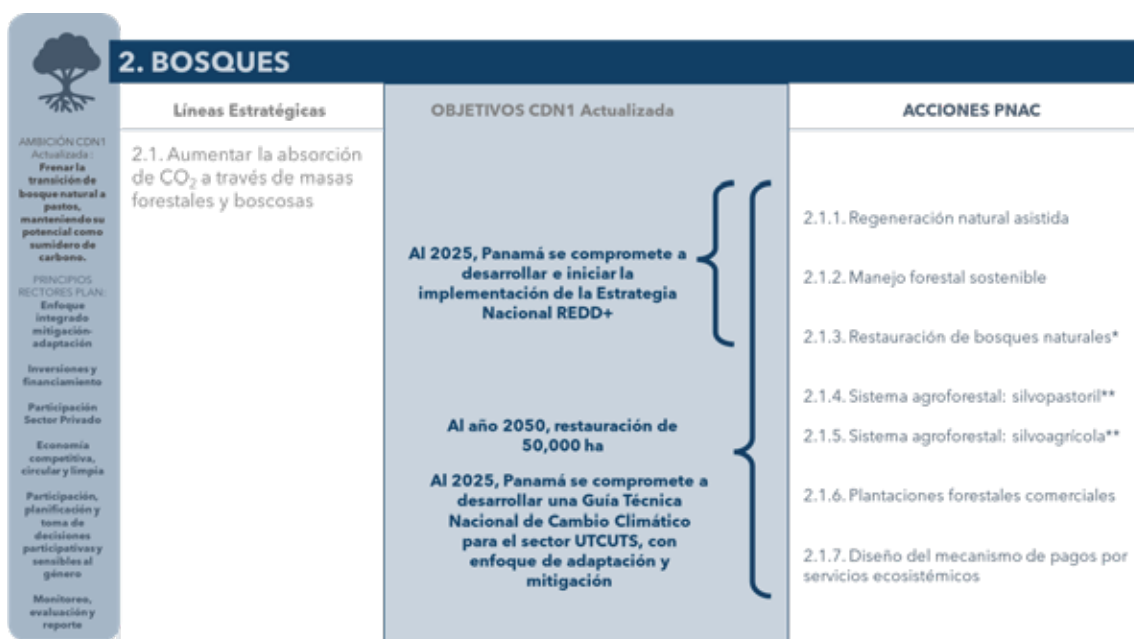 2. BOSQUES
AMBICIÓN CDN1
Actualizada:
Frenar la
transición de
bosque natural a
pastos,
manteniendo su
potencial como
sumidero de
carbono.
PRINCIPIOS
RECTORES PLAN:
Enfoque
integrado
mitigación-
adaptación
Inversiones y
financiamiento
Participación
Sector Privado
Economía
competitiva,
circular y limpia
Participación,
planificación y
toma de
decisiones
participativas y
sensibles al
género
Monitoreo,
evaluación y
reporte
Líneas Estratégicas
2.1. Aumentar la absorción
de CO2 a través de masas
forestales y boscosas
OBJETIVOS CDN1 Actualizada
Al 2025, Panamá se compromete a
desarrollar e iniciar la
implementación de la Estrategia
Nacional REDD+
Al año 2050, restauración de
50,000 ha
Al 2025, Panamá se compromete a
desarrollar una Guía Técnica
Nacional de Cambio Climático
para el sector UTCUTS, con
enfoque de adaptación y
mitigación
ACCIONES PNAC
2.1.1. Regeneración natural asistida
2.1.2. Manejo forestal sostenible
2.1.3. Restauración de bosques naturales*
2.1.4. Sistema agroforestal: silvopastoril**
2.1.5. Sistema agroforestal: silvoagrícola**
2.1.6. Plantaciones forestales comerciales
2.1.7. Diseño del mecanismo de pagos por
servicios ecosistémicos